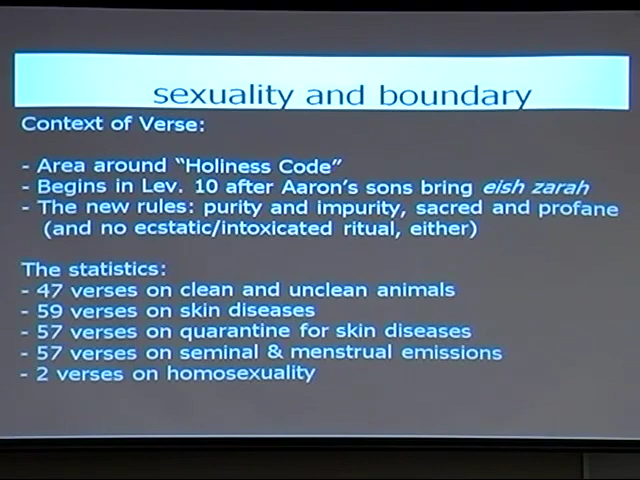 sexuality and boundary
Context of Verse:
- Area around “Holiness Code”
- Begins in Lev. 10 after Aaron’s sons bring eish zarah
- The new rules: purity and impurity, sacred and profane
(and no ecstatic/intoxicated ritual, either)
The statistics:
- 47 verses on clean and unclean animals
- 59 verses on skin diseases
- 57 verses on quarantine for skin diseases
- 57 verses on seminal & menstrual emissions
- 2 verses on homosexuality